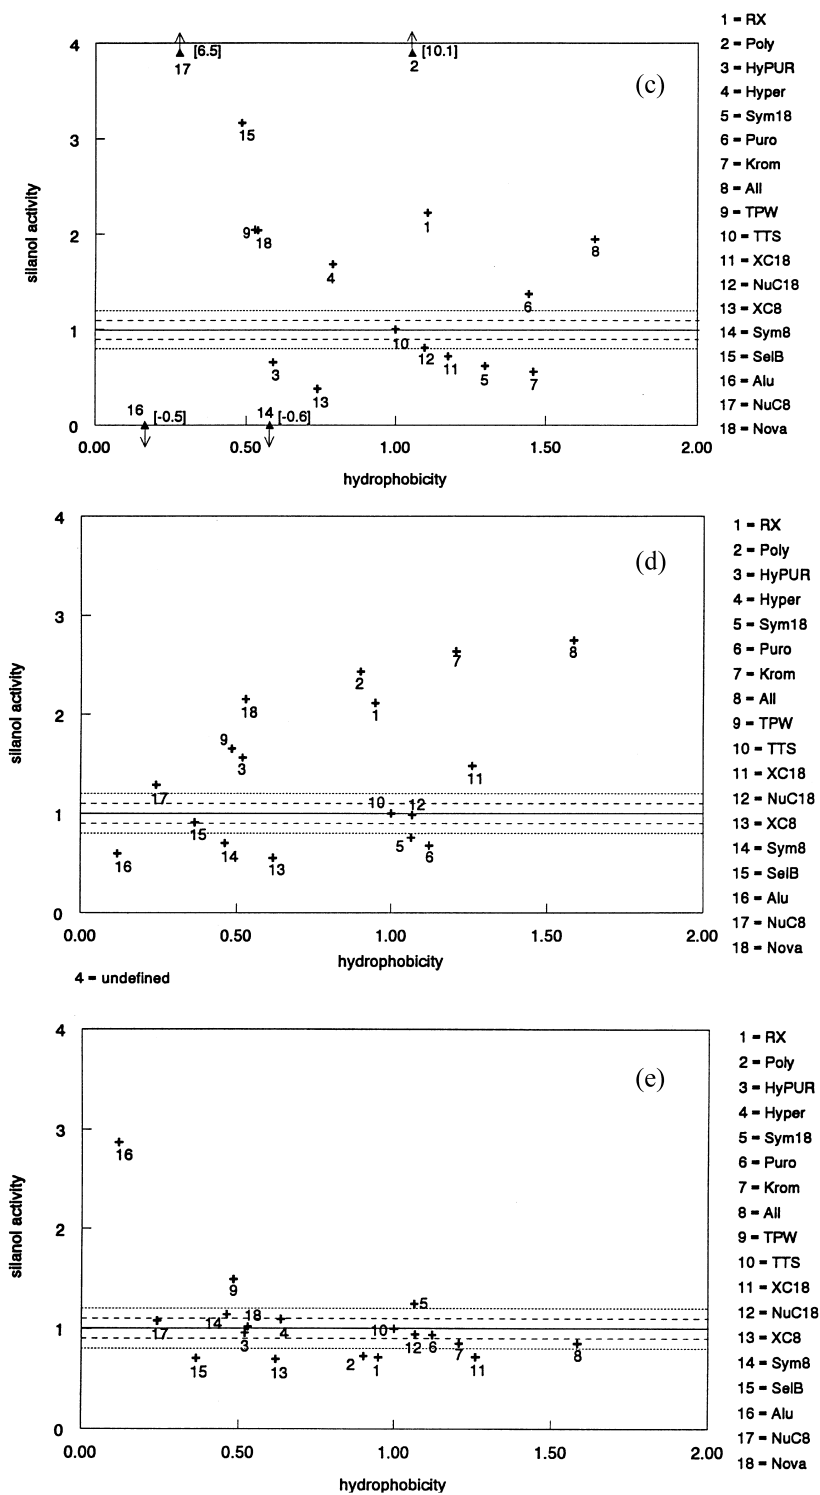 (c)
silanol activity
4
3
2
1
0
17 [6.5]
2 [10.1]
15
9 18
4
1
8
6
10
12
11
5
7
3
13
16 [-0.5]
14 [-0.6]
0.00 0.50 1.00 1.50 2.00
hydrophobicity
1 = RX
2 = Poly
3 = HyPUR
4 = Hyper
5 = Sym18
6 = Puro
7 = Krom
8 = All
9 = TPW
10 = TTS
11 = XC18
12 = NuC18
13 = XC8
14 = Sym8
15 = SelB
16 = Alu
17 = NuC8
18 = Nova
(d)
silanol activity
4
3
2
1
0
8
7
2
1
18
9
3
11
17
10 12
15
5
6
14
13
16
0.00 0.50 1.00 1.50 2.00
hydrophobicity
4 = undefined
1 = RX
2 = Poly
3 = HyPUR
4 = Hyper
5 = Sym18
6 = Puro
7 = Krom
8 = All
9 = TPW
10 = TTS
11 = XC18
12 = NuC18
13 = XC8
14 = Sym8
15 = SelB
16 = Alu
17 = NuC8
18 = Nova
(e)
silanol activity
4
3
2
1
0
16
9
5
14 18
17
4
10
3
12 6
7
8
15
13
2 1
11
0.00 0.50 1.00 1.50 2.00
hydrophobicity
1 = RX
2 = Poly
3 = HyPUR
4 = Hyper
5 = Sym18
6 = Puro
7 = Krom
8 = All
9 = TPW
10 = TTS
11 = XC18
12 = NuC18
13 = XC8
14 = Sym8
15 = SelB
16 = Alu
17 = NuC8
18 = Nova